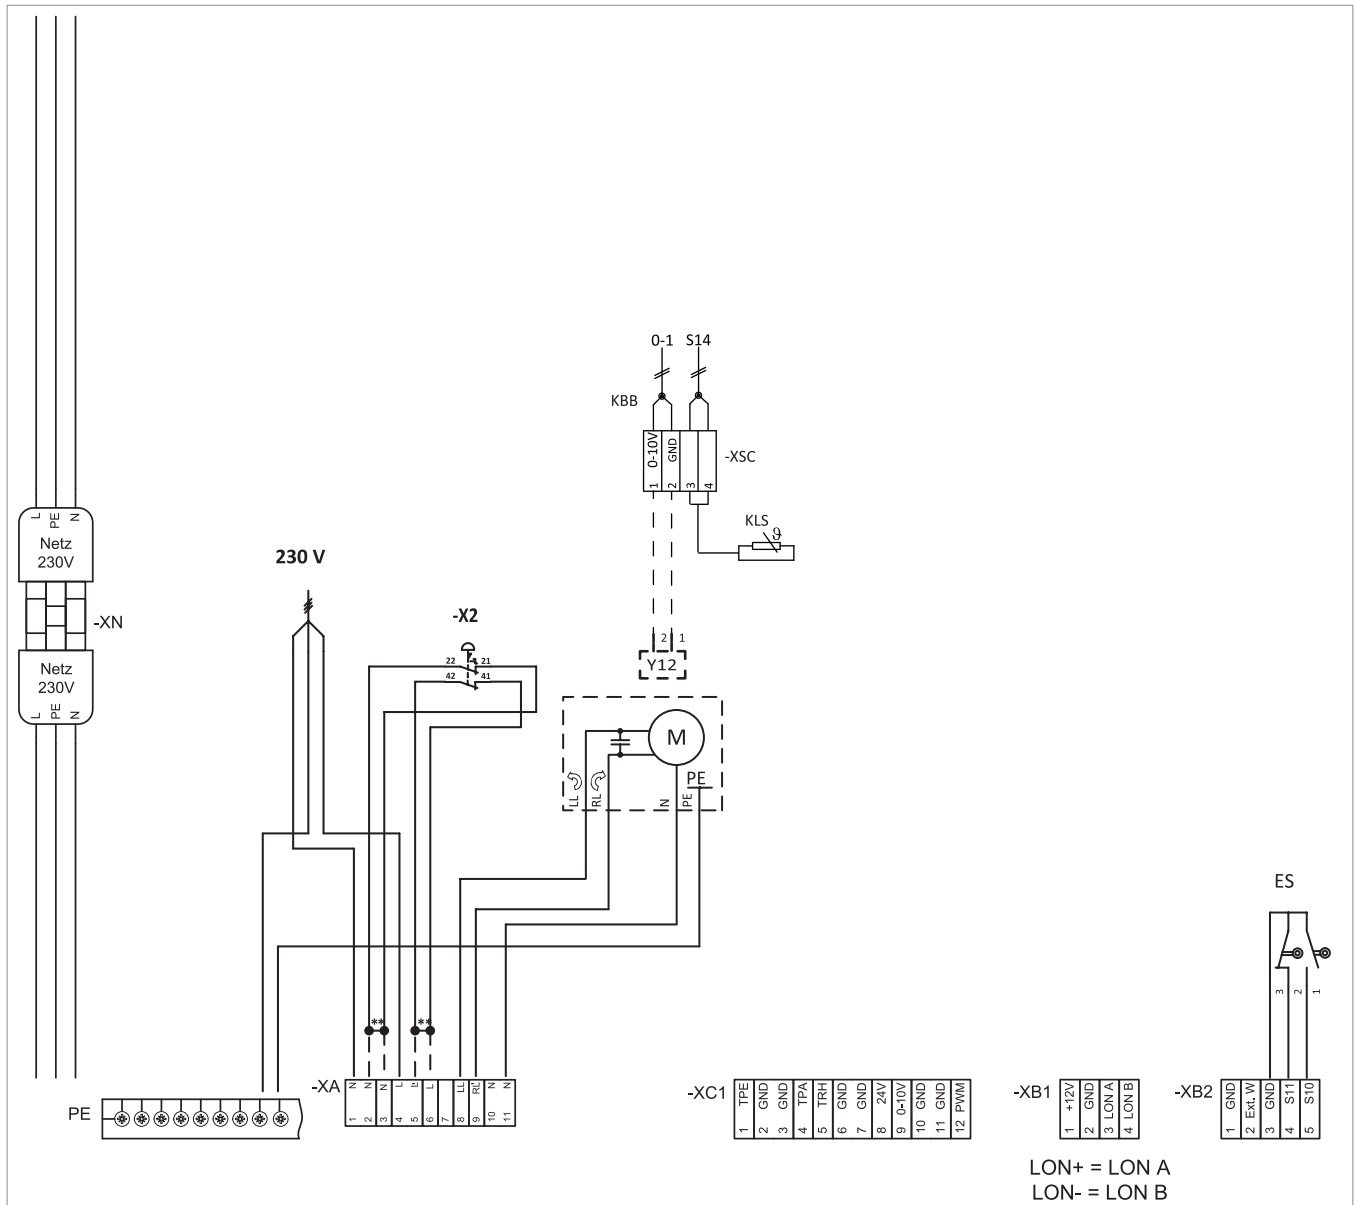 0-1 S14
KBB
0-10V GND
1 2 3 4
-XSC
KLS
ϑ
L PE N
Netz
230V
-XN
Netz
230V
L PE N
230 V
-X2
22 21
42 41
2 1
Y12
M
PE
LL RL N PE
ES
3 2 1
** **
PE
-XA
N N N L L' L LL RL' N N
1 2 3 4 5 6 7 8 9 10 11
-XC1
1 TPE
2 GND
3 GND
4 TPA
5 TRH
6 GND
7 GND
8 24V
9 0-10V
10 GND
11 GND
12 PWM
-XB1
1 +12V
2 GND
3 LON A
4 LON B
-XB2
1 GND
2 Ext. W
3 GND
4 S11
5 S10
LON+ = LON A
LON- = LON B